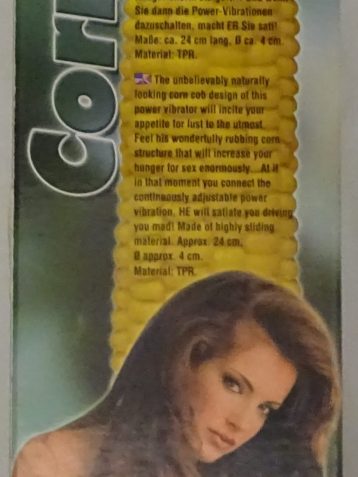 Sie dann die Power-Vibrationen
dazuschalten, macht ER Sie satt!
Maße: ca. 24 cm lang, Ø ca. 4 cm.
Material: TPR.
The unbelievably naturally
looking corn cob design of this
power vibrator will incite your
appetite for lust to the utmost.
Feel his wonderfully rubbing corn
structure that will increase your
hunger for sex enormously... At if
in that moment you connect the
continuously adjustable power
vibration, HE will satiate you driving
you mad! Made of highly sliding
material. Approx. 24 cm,
Ø approx. 4 cm.
Material: TPR.
Cor